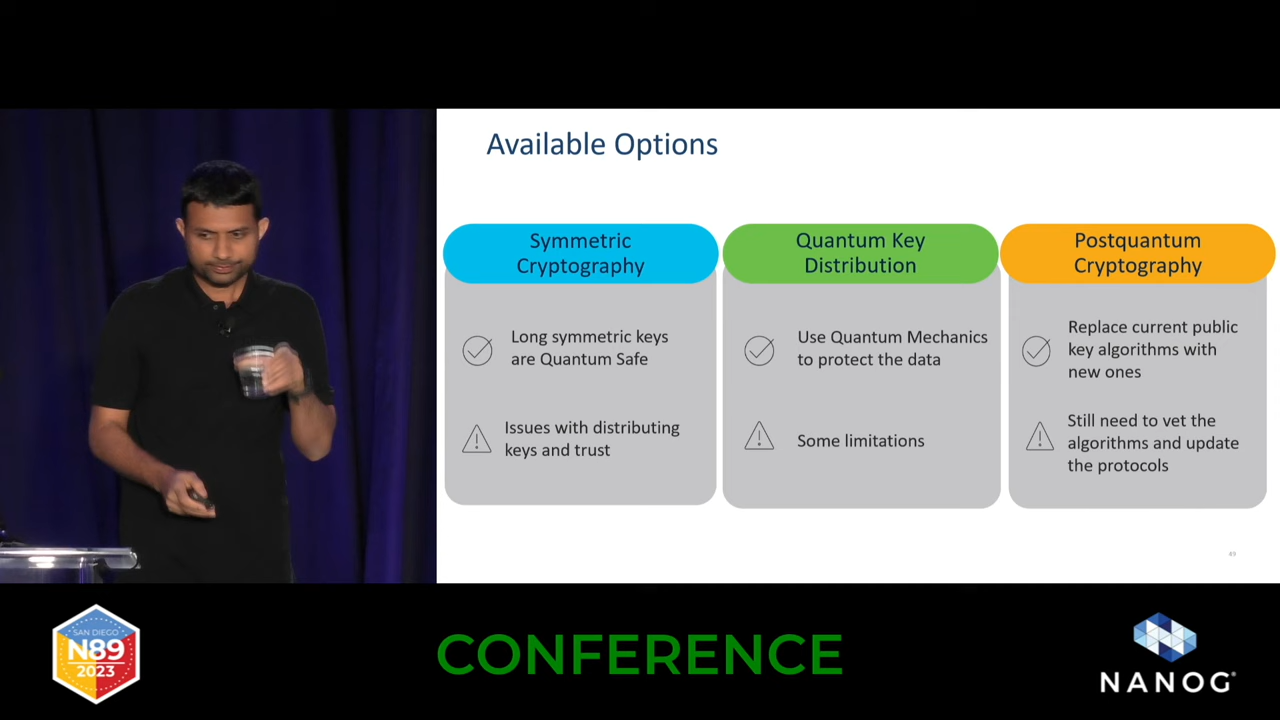 Available Options
Symmetric
Cryptography
Long symmetric keys
are Quantum Safe
Issues with distributing
keys and trust
Quantum Key
Distribution
Use Quantum Mechanics
to protect the data
Some limitations
Postquantum
Cryptography
Replace current public
key algorithms with
new ones
Still need to vet the
algorithms and update
the protocols
49
SAN DIEGO
N89
2023
CONFERENCE
NANOG